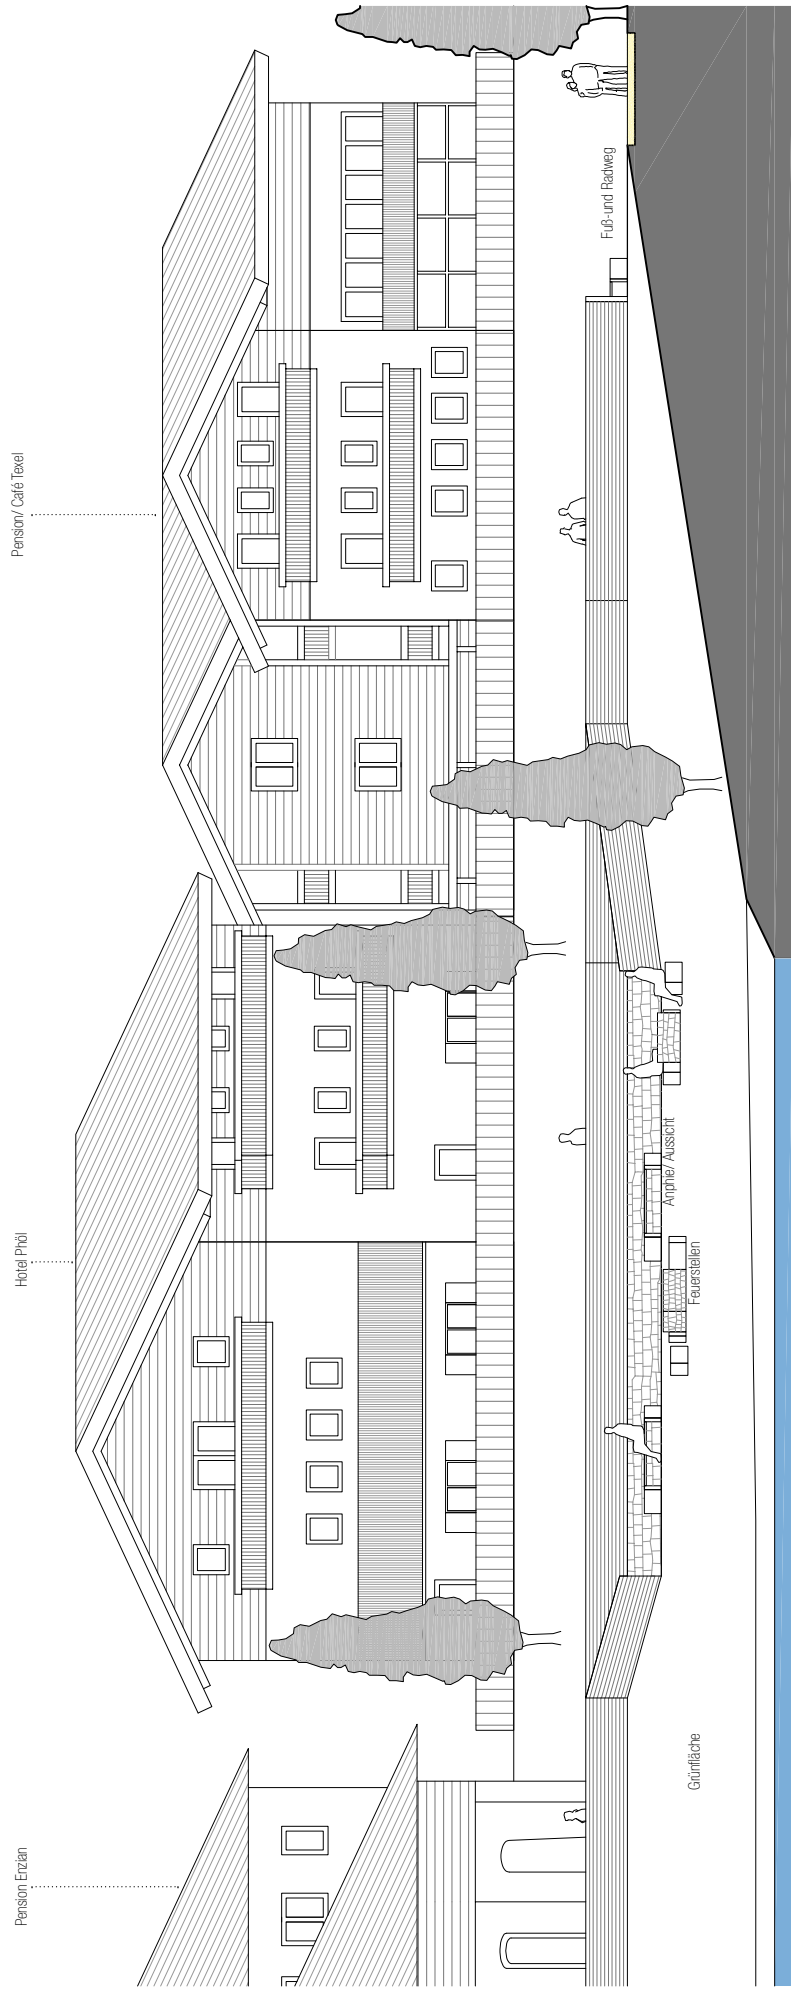 Pension Enzian
Hotel Phöl
Pension/ Café Texel
Grünfläche
Feuerstellen
Anphie/ Aussicht
Fuß-und Radweg